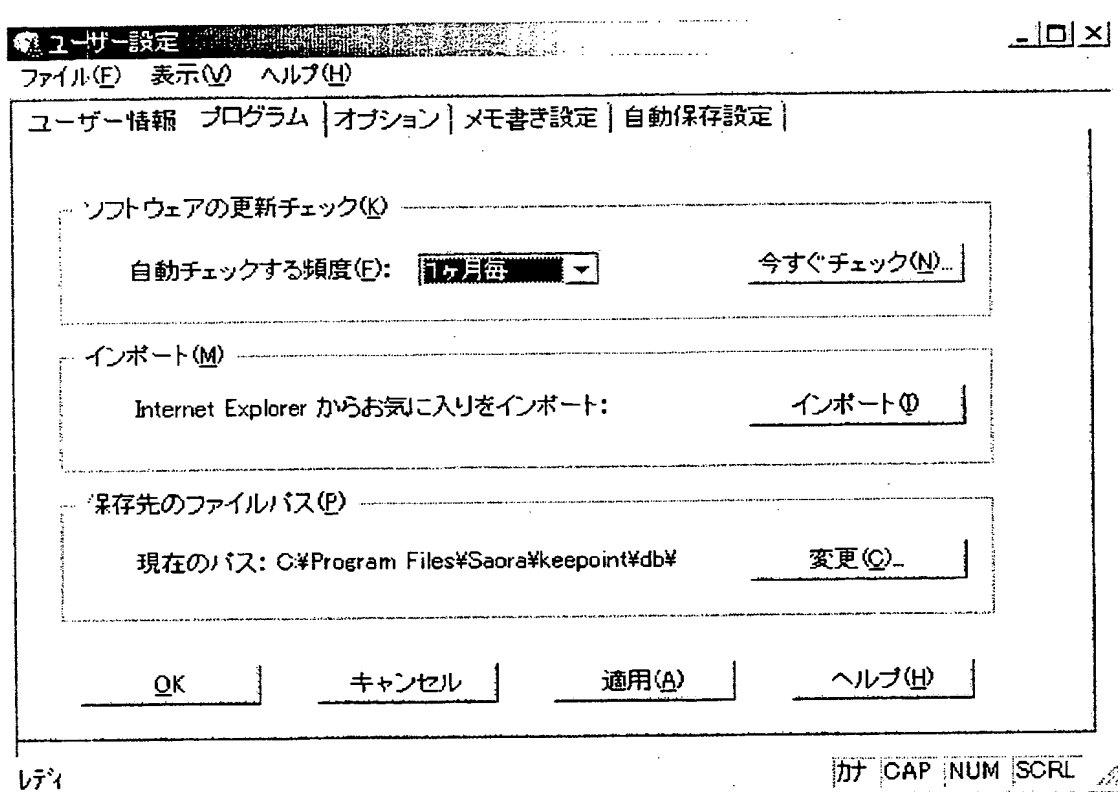 ユーザー設定
ファイル(F) 表示(V) ヘルプ(H)
ユーザー情報 プログラム オプション メモ書き設定 自動保存設定
ソフトウェアの更新チェック(K)
自動チェックする頻度(F): 1ヶ月毎 今すぐチェック(N)...
インポート(M)
Internet Explorer からお気に入りをインポート: インポート(I)
保存先のファイルパス(P)
現在のパス: C:¥Program Files¥Saora¥keepoint¥db¥ 変更(C)...
OK キャンセル 適用(A) ヘルプ(H)
レディ カナ CAP NUM SCRL